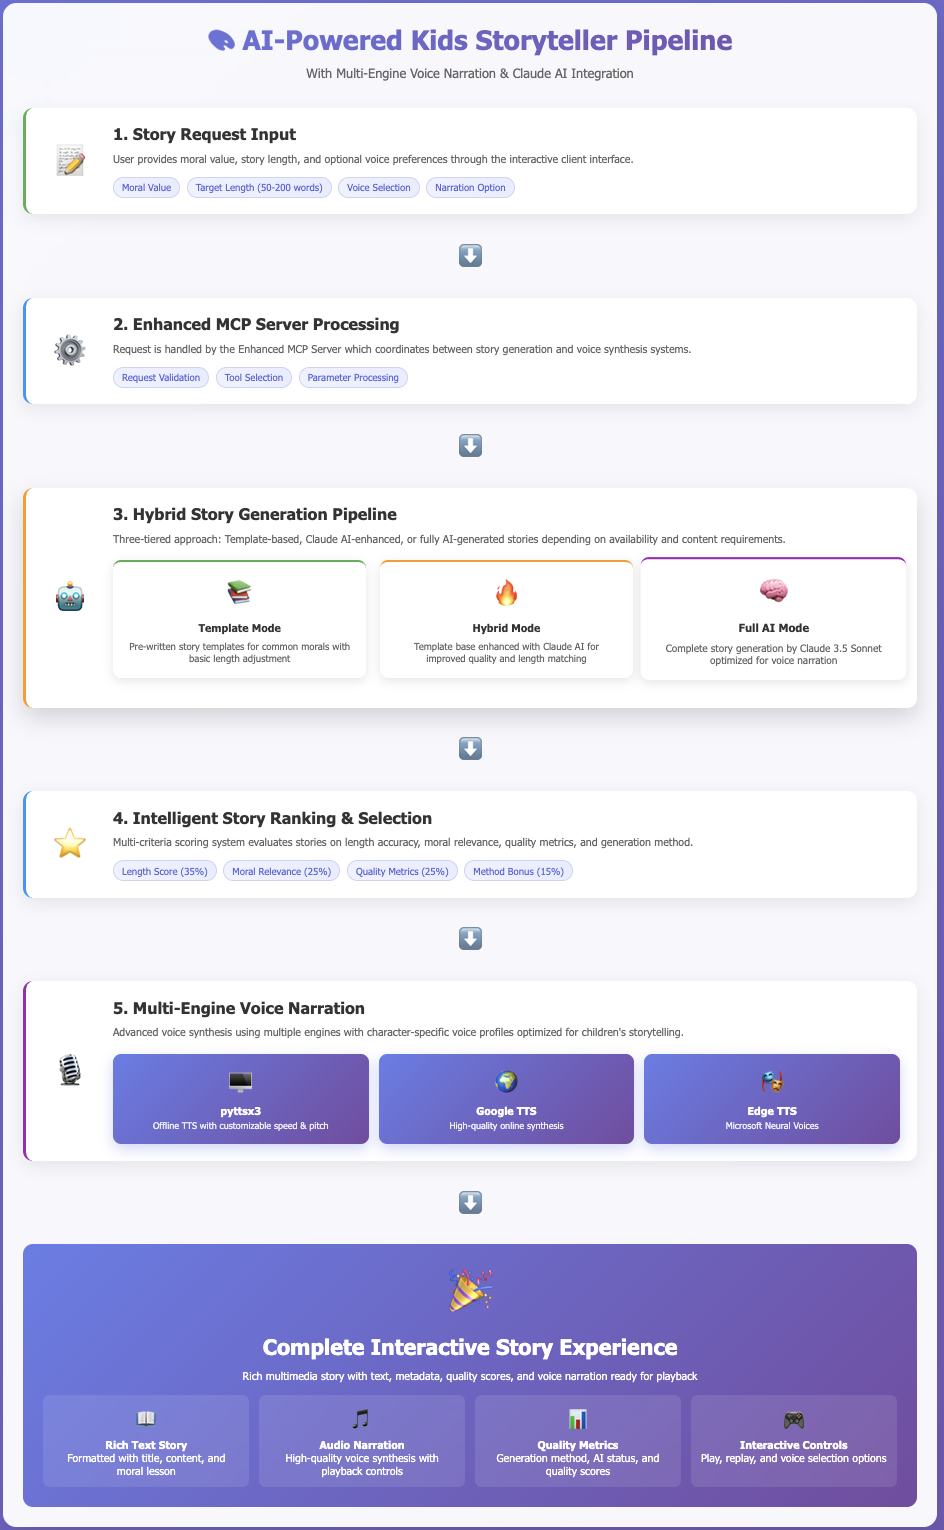 AI-Powered Kids Storyteller Pipeline
With Multi-Engine Voice Narration & Claude AI Integration
1. Story Request Input
User provides moral value, story length, and optional voice preferences through the interactive client interface.
Moral Value
Target Length (50-200 words)
Voice Selection
Narration Option
2. Enhanced MCP Server Processing
Request is handled by the Enhanced MCP Server which coordinates between story generation and voice synthesis systems.
Request Validation
Tool Selection
Parameter Processing
3. Hybrid Story Generation Pipeline
Three-tiered approach: Template-based, Claude AI-enhanced, or fully AI-generated stories depending on availability and content requirements.
Template Mode
Pre-written story templates for common morals with
basic length adjustment
Hybrid Mode
Template base enhanced with Claude AI for
improved quality and length matching
Full AI Mode
Complete story generation by Claude 3.5 Sonnet
optimized for voice narration
4. Intelligent Story Ranking & Selection
Multi-criteria scoring system evaluates stories on length accuracy, moral relevance, quality metrics, and generation method.
Length Score (35%)
Moral Relevance (25%)
Quality Metrics (25%)
Method Bonus (15%)
5. Multi-Engine Voice Narration
Advanced voice synthesis using multiple engines with character-specific voice profiles optimized for children's storytelling.
pyttsx3
Offline TTS with customizable speed & pitch
Google TTS
High-quality online synthesis
Edge TTS
Microsoft Neural Voices
Complete Interactive Story Experience
Rich multimedia story with text, metadata, quality scores, and voice narration ready for playback
Rich Text Story
Formatted with title, content, and
moral lesson
Audio Narration
High-quality voice synthesis with
playback controls
Quality Metrics
Generation method, AI status, and
quality scores
Interactive Controls
Play, replay, and voice selection options